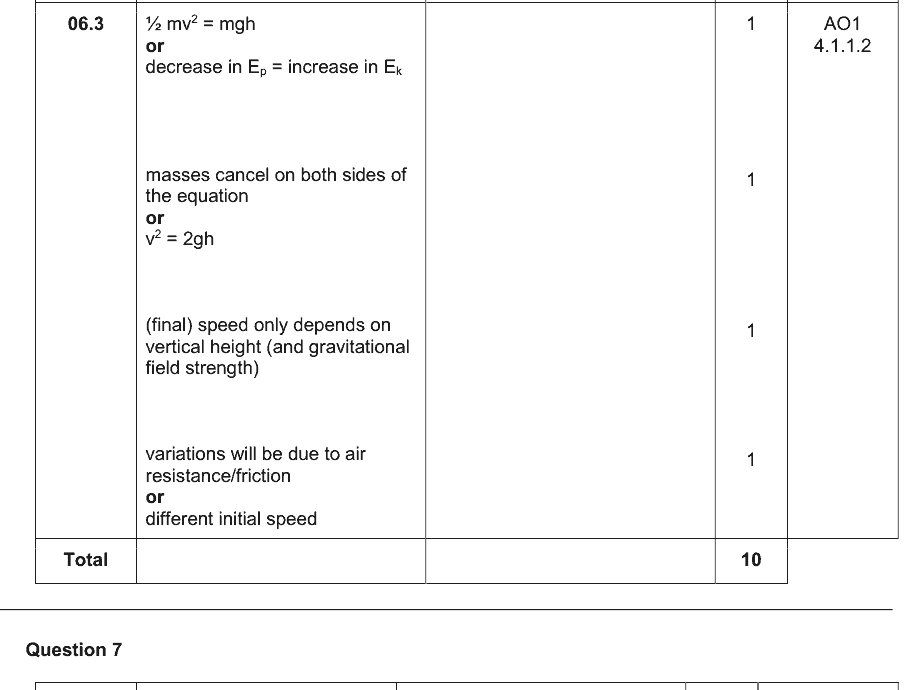 06.3 ½ mv² = mgh 1 AO1
or 4.1.1.2
decrease in Eₚ = increase in Eₖ
masses cancel on both sides of 1
the equation
or
v² = 2gh
(final) speed only depends on 1
vertical height (and gravitational
field strength)
variations will be due to air 1
resistance/friction
or
different initial speed
Total 10
Question 7